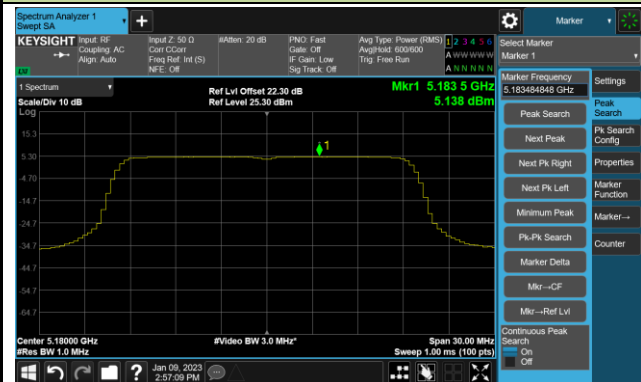 Spectrum Analyzer 1
Swept SA
Marker
KEYSIGHT
Input: RF
Coupling: AC
Align: Auto
Input Z: 50 Ω
Corr CCorr
Freq Ref: Int (S)
NFE: Off
#Atten: 20 dB
PNO: Fast
Gate: Off
IF Gain: Low
Sig Track: Off
Avg Type: Power (RMS)
Avg|Hold: 600/600
Trig: Free Run
1 2 3 4 5 6
A W W W W W
A N N N N N
LXI
Select Marker
Marker 1
1 Spectrum
Scale/Div 10 dB
Log
Ref Lvl Offset 22.30 dB
Ref Level 25.30 dBm
Mkr1 5.183 5 GHz
5.138 dBm
1
15.3
5.30
-4.70
-14.7
-24.7
-34.7
-44.7
-54.7
-64.7
Center 5.18000 GHz
#Res BW 1.0 MHz
#Video BW 3.0 MHz*
Span 30.00 MHz
Sweep 1.00 ms (100 pts)
Marker Frequency
5.183484848 GHz
Peak Search
Next Peak
Next Pk Right
Next Pk Left
Minimum Peak
Pk-Pk Search
Marker Delta
Mkr→CF
Mkr→Ref Lvl
Continuous Peak
Search
On
Off
Settings
Peak
Search
Pk Search
Config
Properties
Marker
Function
Marker→
Counter
Jan 09, 2023
2:57:09 PM